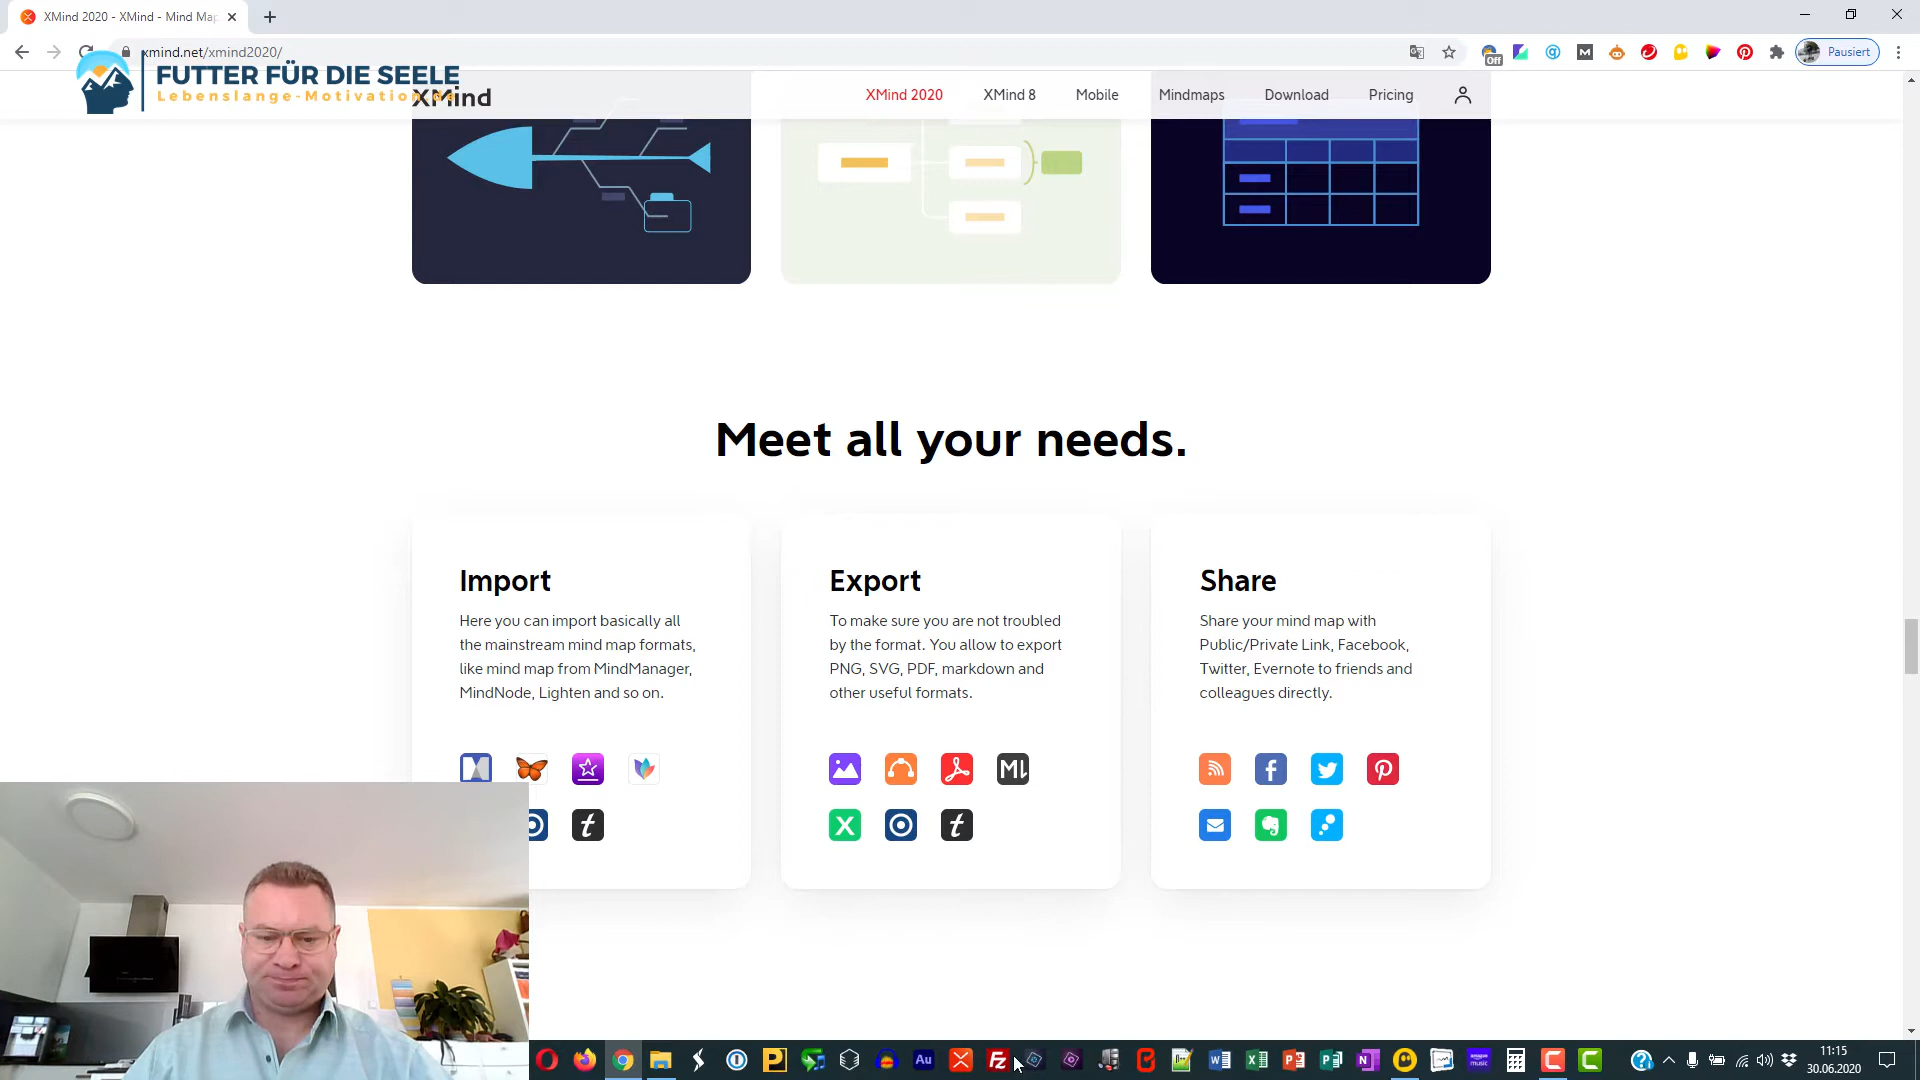 XMind 2020 - XMind - Mind Map
xmind.net/xmind2020/
Off
Pausiert
FUTTER FÜR DIE SEELE
Lebenslange-Motivation
XMind
XMind 2020
XMind 8
Mobile
Mindmaps
Download
Pricing
Meet all your needs.
Import
Here you can import basically all
the mainstream mind map formats,
like mind map from MindManager,
MindNode, Lighten and so on.
Export
To make sure you are not troubled
by the format. You allow to export
PNG, SVG, PDF, markdown and
other useful formats.
Share
Share your mind map with
Public/Private Link, Facebook,
Twitter, Evernote to friends and
colleagues directly.
11:15
30.06.2020